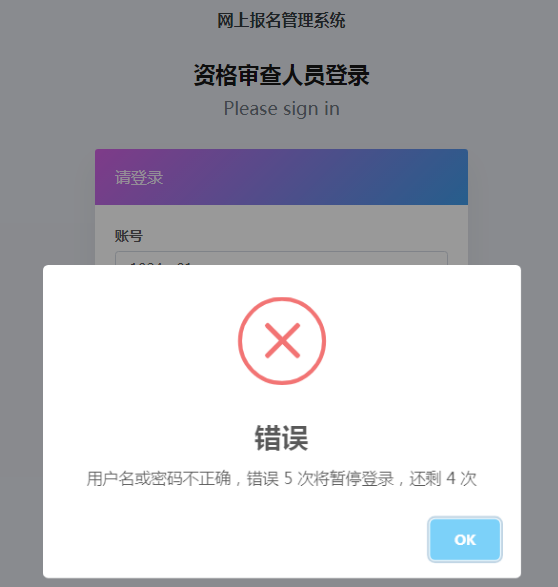 网上报名管理系统
资格审查人员登录
Please sign in
请登录
账号
错误
用户名或密码不正确，错误 5 次将暂停登录，还剩 4 次
OK